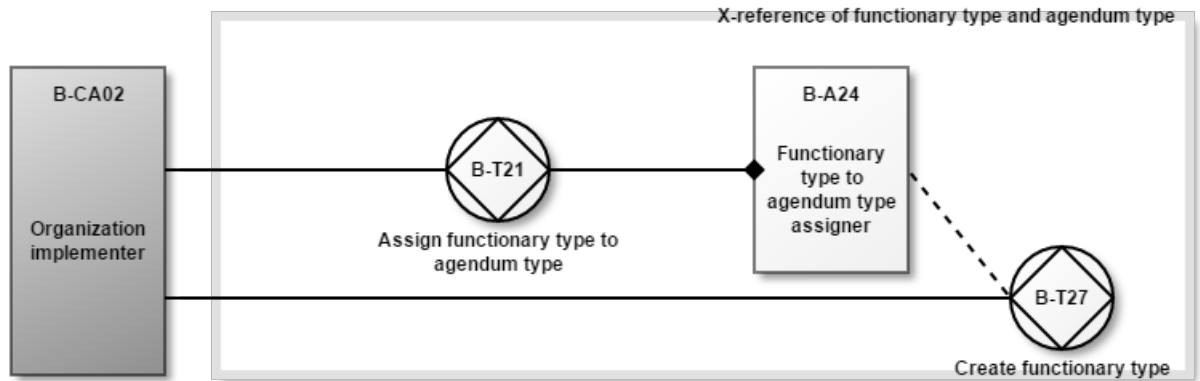 X-reference of functionary type and agendum type
B-CA02
Organization
implementer
B-T21
Assign functionary type to
agendum type
B-A24
Functionary
type to
agendum type
assigner
B-T27
Create functionary type